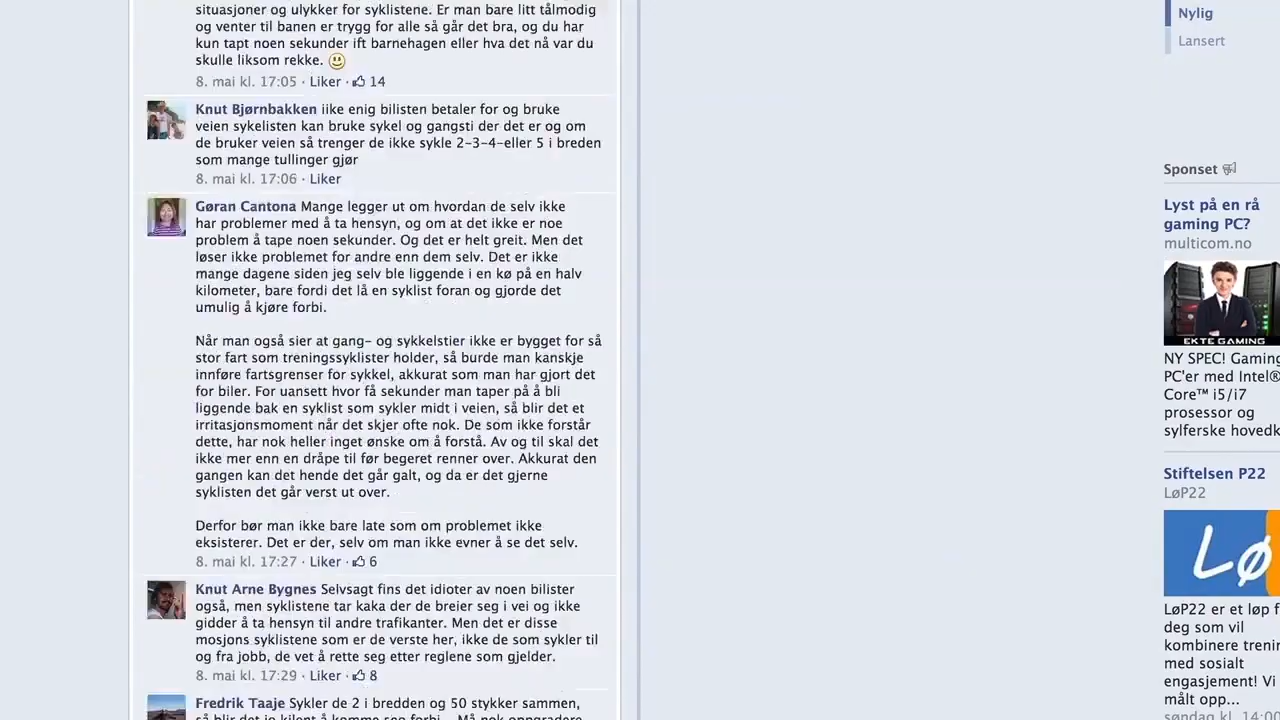 situasjoner og ulykker for syklistene. Er man bare litt tålmodig
og venter til banen er trygg for alle så går det bra, og du har
kun tapt noen sekunder ift barnehagen eller hva det nå var du
skulle liksom rekke.
8. mai kl. 17:05 · Liker · 14
Knut Bjørnbakken iike enig bilisten betaler for og bruke
veien sykelisten kan bruke sykel og gangsti der det er og om
de bruker veien så trenger de ikke sykle 2-3-4-eller 5 i breden
som mange tullinger gjør
8. mai kl. 17:06 · Liker
Gøran Cantona Mange legger ut om hvordan de selv ikke
har problemer med å ta hensyn, og om at det ikke er noe
problem å tape noen sekunder. Og det er helt greit. Men det
løser ikke problemet for andre enn dem selv. Det er ikke
mange dagene siden jeg selv ble liggende i en kø på en halv
kilometer, bare fordi det lå en syklist foran og gjorde det
umulig å kjøre forbi.
Når man også sier at gang- og sykkelstier ikke er bygget for så
stor fart som treningssyklister holder, så burde man kanskje
innføre fartsgrenser for sykkel, akkurat som man har gjort det
for biler. For uansett hvor få sekunder man taper på å bli
liggende bak en syklist som sykler midt i veien, så blir det et
irritasjonsmoment når det skjer ofte nok. De som ikke forstår
dette, har nok heller inget ønske om å forstå. Av og til skal det
ikke mer enn en dråpe til før begeret renner over. Akkurat den
gangen kan det hende det går galt, og da er det gjerne
syklisten det går verst ut over.
Derfor bør man ikke bare late som om problemet ikke
eksisterer. Det er der, selv om man ikke evner å se det selv.
8. mai kl. 17:27 · Liker · 6
Knut Arne Bygnes Selvsagt fins det idioter av noen bilister
også, men syklistene tar kaka der de breier seg i vei og ikke
gidder å ta hensyn til andre trafikanter. Men det er disse
mosjons syklistene som er de verste her, ikke de som sykler til
og fra jobb, de vet å rette seg etter reglene som gjelder.
8. mai kl. 17:29 · Liker · 8
Fredrik Taaje Sykler de 2 i bredden og 50 stykker sammen,
så blir det jo kilent å komme seg forbi... Må nok oppgradere
Nylig
Lansert
Sponset
Lyst på en rå
gaming PC?
multicom.no
EKTE GAMING
NY SPEC! Gaming
PC'er med Intel®
Core™ i5/i7
prosessor og
sylferske hovedk
Stiftelsen P22
LøP22
LØ
LøP22 er et løp f
deg som vil
kombinere trenin
med sosialt
engasjement! Vi
målt opp...
søndag kl. 14:00